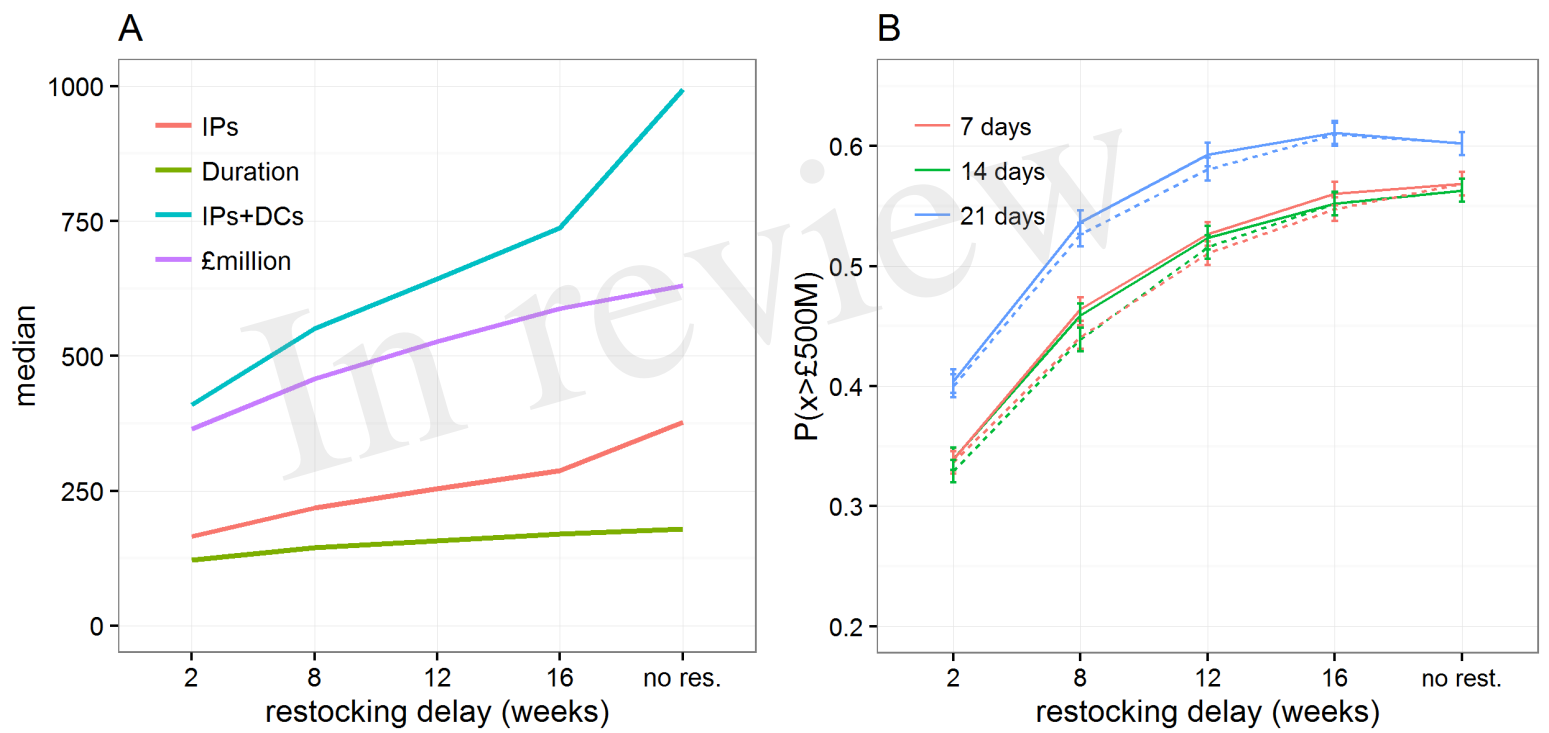 A
median
1000
750
500
250
0
IPs
Duration
IPs+DCs
£million
2 8 12 16 no res.
restocking delay (weeks)
B
P(x>£500M)
0.6
0.5
0.4
0.3
0.2
7 days
14 days
21 days
2 8 12 16 no rest.
restocking delay (weeks)
In review